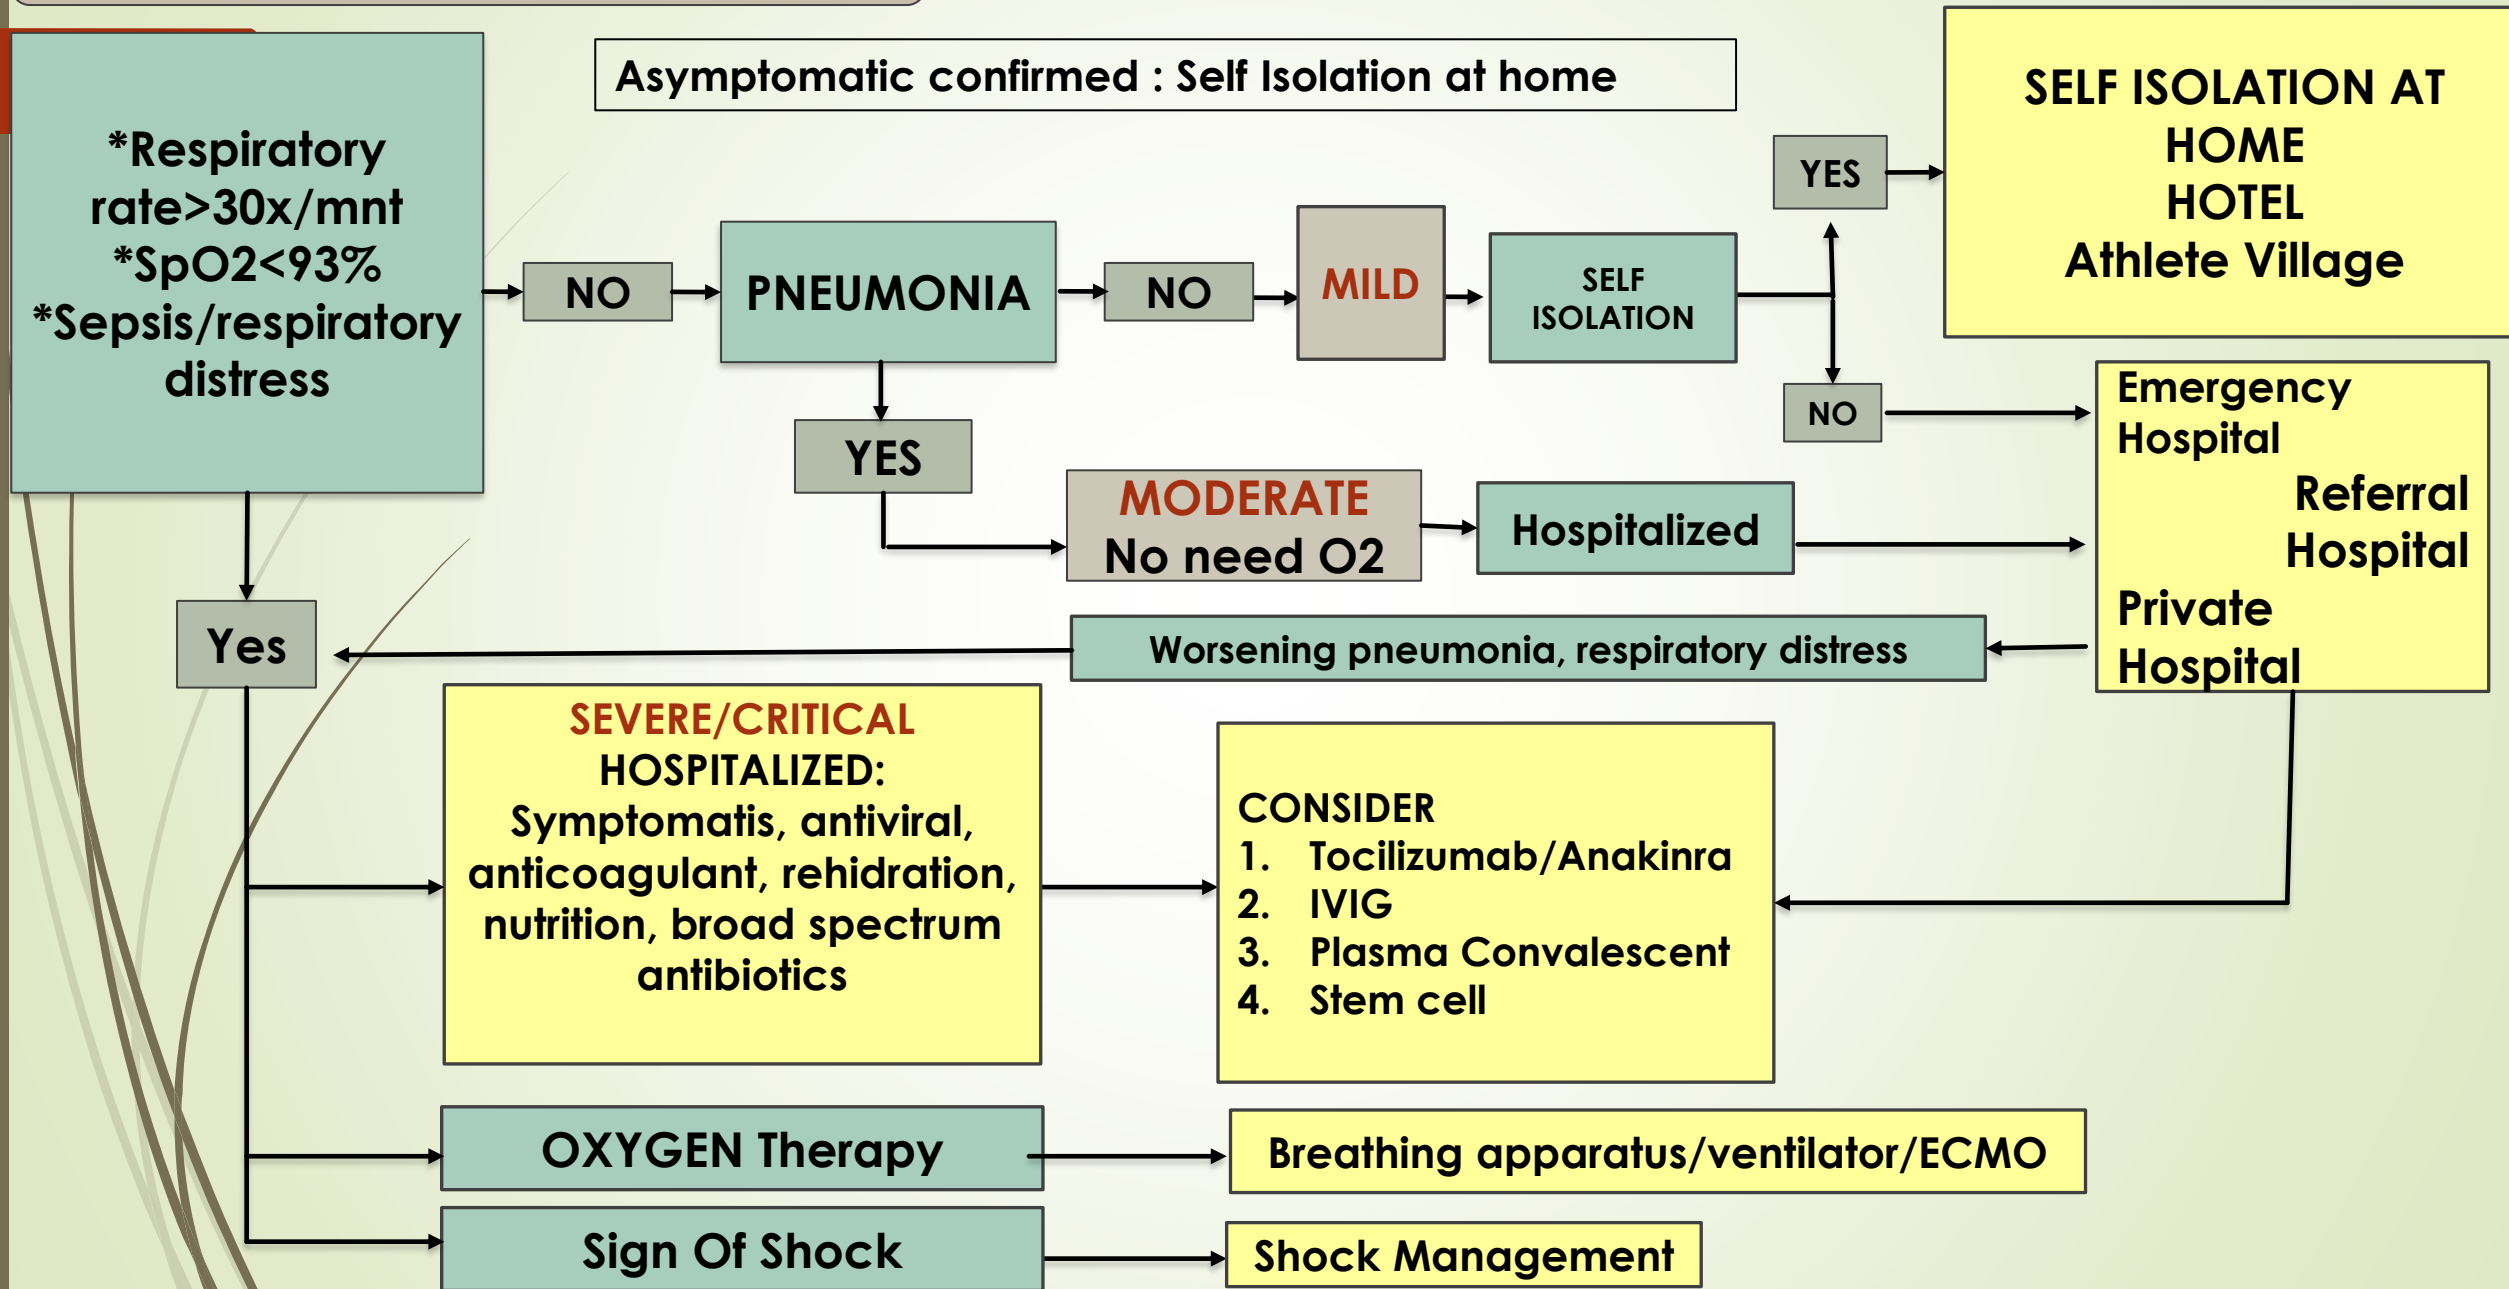 Asymptomatic confirmed : Self Isolation at home
*Respiratory
rate>30x/mnt
*SpO2<93%
*Sepsis/respiratory
distress
NO
PNEUMONIA
NO
MILD
SELF
ISOLATION
YES
SELF ISOLATION AT
HOME
HOTEL
Athlete Village
NO
Emergency
Hospital
Referral
Hospital
Private
Hospital
YES
MODERATE
No need O2
Hospitalized
Worsening pneumonia, respiratory distress
Yes
SEVERE/CRITICAL
HOSPITALIZED:
Symptomatis, antiviral,
anticoagulant, rehidration,
nutrition, broad spectrum
antibiotics
CONSIDER
1. Tocilizumab/Anakinra
2. IVIG
3. Plasma Convalescent
4. Stem cell
OXYGEN Therapy
Breathing apparatus/ventilator/ECMO
Sign Of Shock
Shock Management